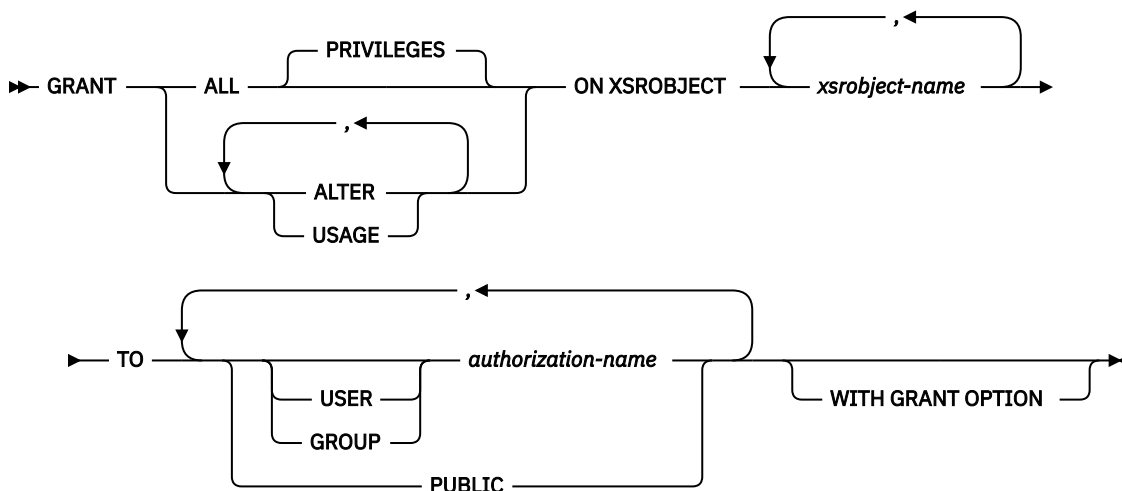 ,
PRIVILEGES
GRANT ALL ON XSROBJECT xsrobject-name
,
ALTER
USAGE
,
TO authorization-name
USER WITH GRANT OPTION
GROUP
PUBLIC